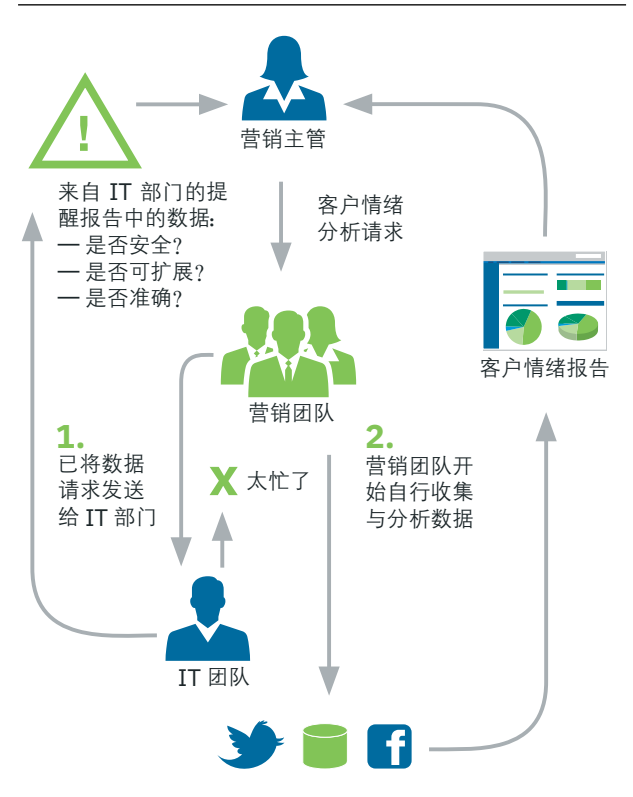 !
营销主管
来自 IT 部门的提
醒报告中的数据:
— 是否安全?
— 是否可扩展?
— 是否准确?
客户情绪
分析请求
客户情绪报告
营销团队
1.
已将数据
请求发送
给 IT 部门
X 太忙了
2.
营销团队开
始自行收集
与分析数据
IT 团队
f